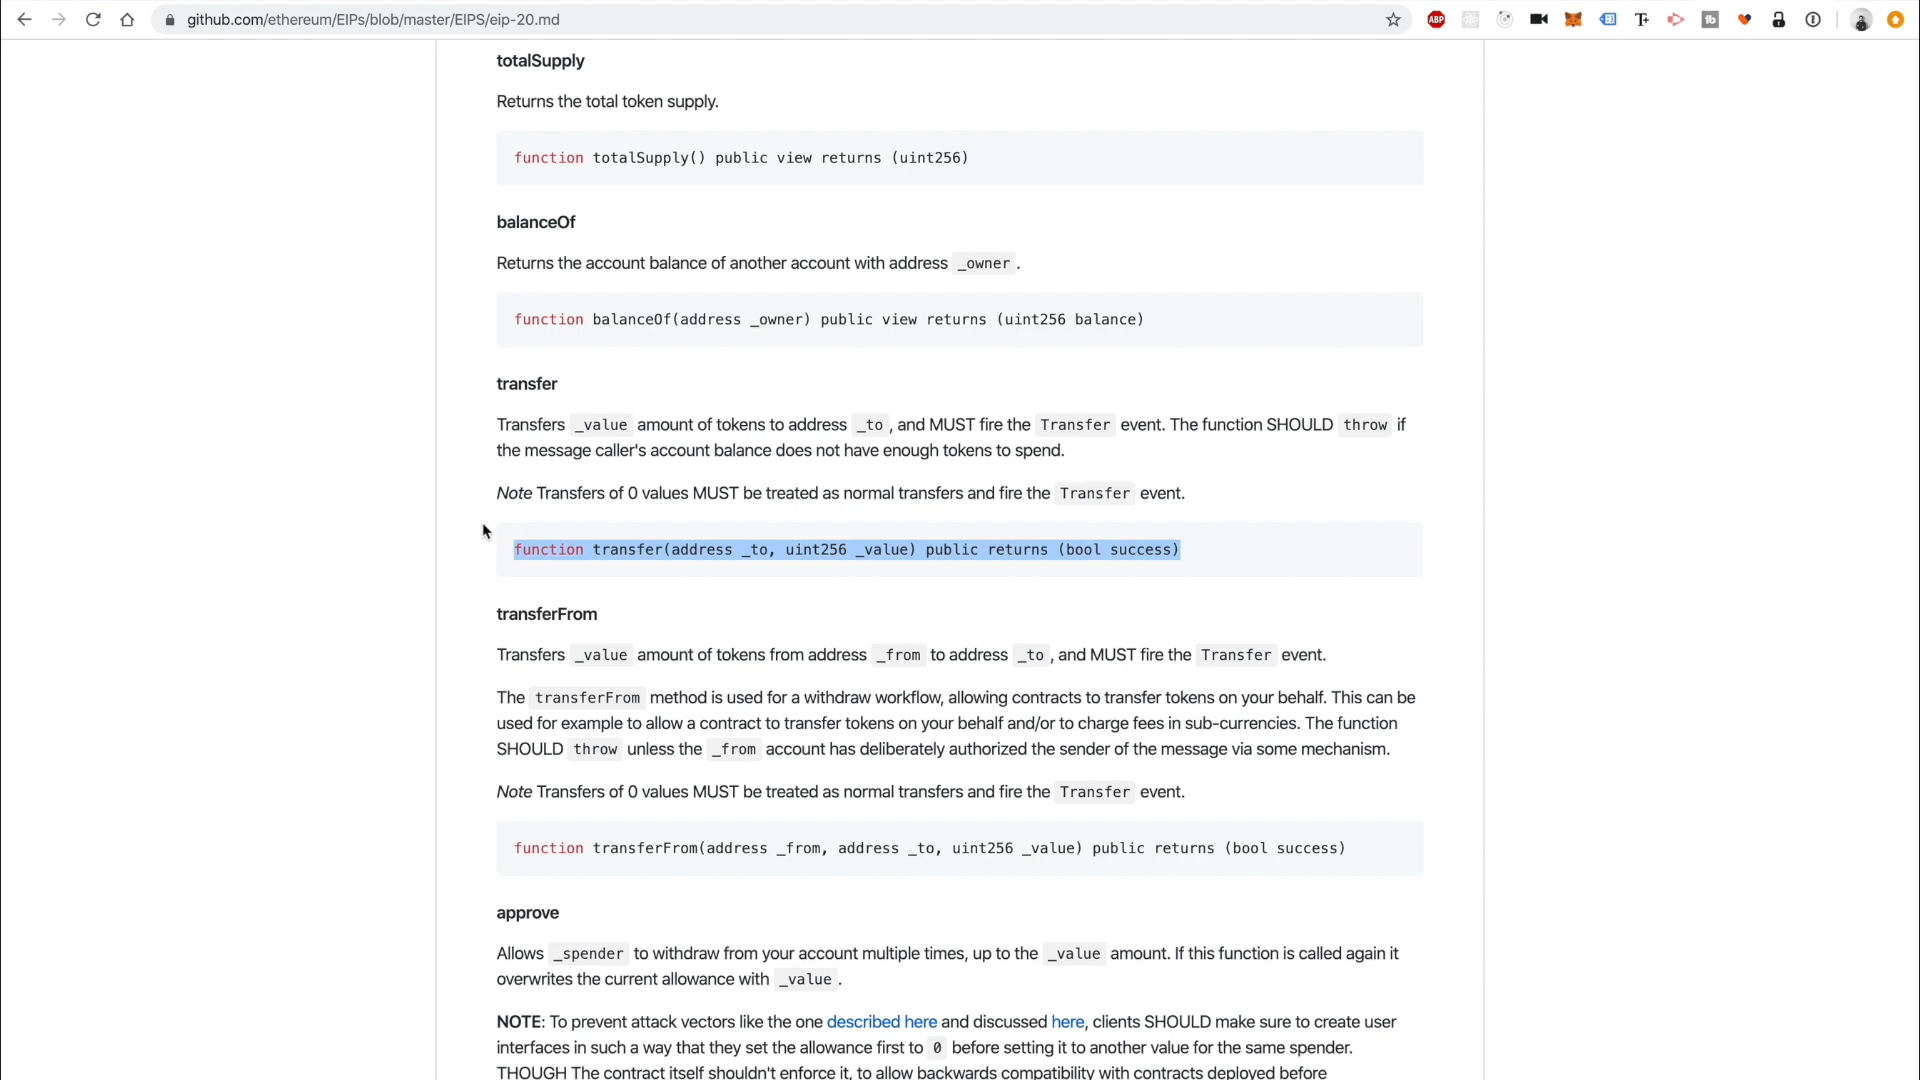 github.com/ethereum/EIPs/blob/master/EIPS/eip-20.md
ABP
totalSupply
Returns the total token supply.
function totalSupply() public view returns (uint256)
balanceOf
Returns the account balance of another account with address _owner .
function balanceOf(address _owner) public view returns (uint256 balance)
transfer
Transfers _value amount of tokens to address _to , and MUST fire the Transfer event. The function SHOULD throw if
the message caller's account balance does not have enough tokens to spend.
Note Transfers of 0 values MUST be treated as normal transfers and fire the Transfer event.
function transfer(address _to, uint256 _value) public returns (bool success)
transferFrom
Transfers _value amount of tokens from address _from to address _to , and MUST fire the Transfer event.
The transferFrom method is used for a withdraw workflow, allowing contracts to transfer tokens on your behalf. This can be
used for example to allow a contract to transfer tokens on your behalf and/or to charge fees in sub-currencies. The function
SHOULD throw unless the _from account has deliberately authorized the sender of the message via some mechanism.
Note Transfers of 0 values MUST be treated as normal transfers and fire the Transfer event.
function transferFrom(address _from, address _to, uint256 _value) public returns (bool success)
approve
Allows _spender to withdraw from your account multiple times, up to the _value amount. If this function is called again it
overwrites the current allowance with _value .
NOTE: To prevent attack vectors like the one described here and discussed here, clients SHOULD make sure to create user
interfaces in such a way that they set the allowance first to 0 before setting it to another value for the same spender.
THOUGH The contract itself shouldn't enforce it, to allow backwards compatibility with contracts deployed before